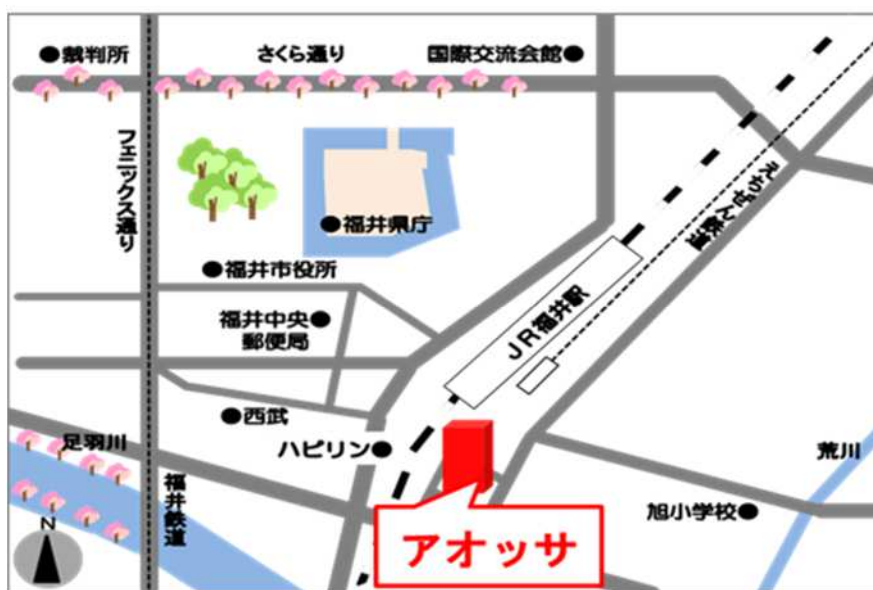 裁判所
さくら通り
国際交流会館
フェニックス通り
えちぜん鉄道
福井県庁
福井市役所
JR福井駅
福井中央
郵便局
西武
ハピリン
足羽川
荒川
福井鉄道
旭小学校
N
アオッサ